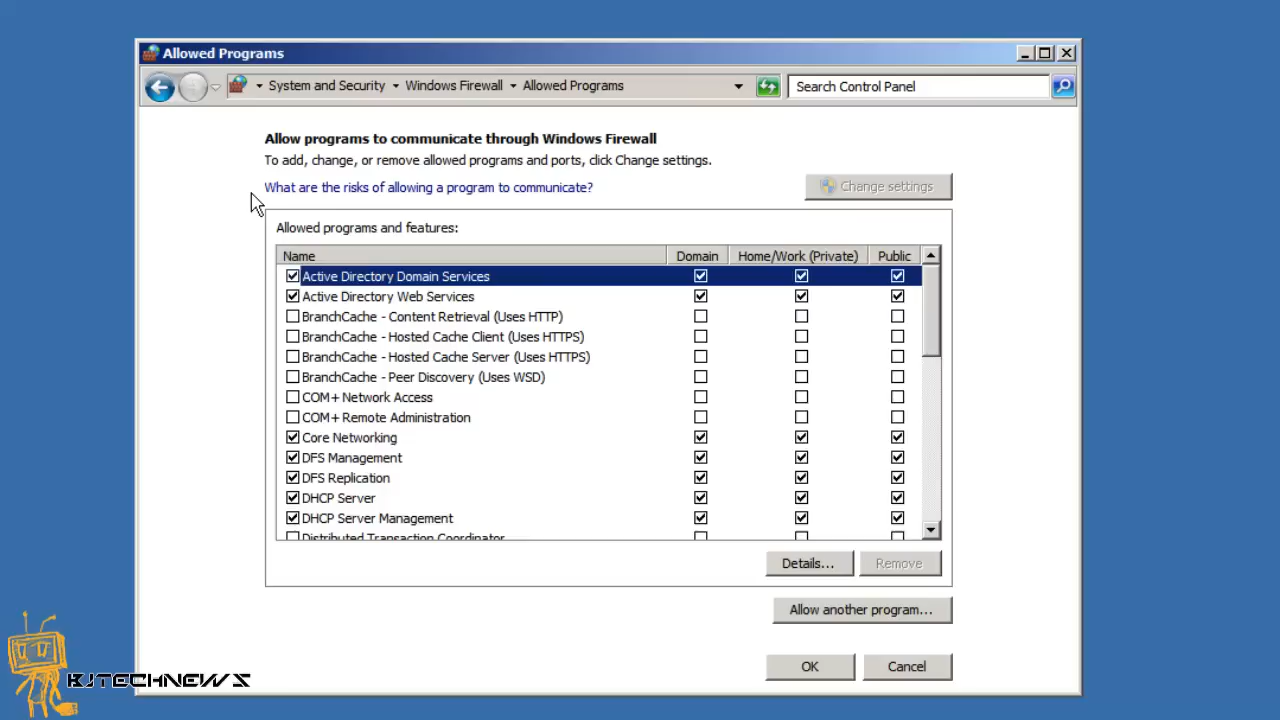 Allowed Programs
System and Security Windows Firewall Allowed Programs Search Control Panel
Allow programs to communicate through Windows Firewall
To add, change, or remove allowed programs and ports, click Change settings.
What are the risks of allowing a program to communicate?
Change settings
Allowed programs and features:
Name Domain Home/Work (Private) Public
Active Directory Domain Services
Active Directory Web Services
BranchCache - Content Retrieval (Uses HTTP)
BranchCache - Hosted Cache Client (Uses HTTPS)
BranchCache - Hosted Cache Server (Uses HTTPS)
BranchCache - Peer Discovery (Uses WSD)
COM+ Network Access
COM+ Remote Administration
Core Networking
DFS Management
DFS Replication
DHCP Server
DHCP Server Management
Distributed Transaction Coordinator
Details... Remove
Allow another program...
OK Cancel
BJTECHNEWS